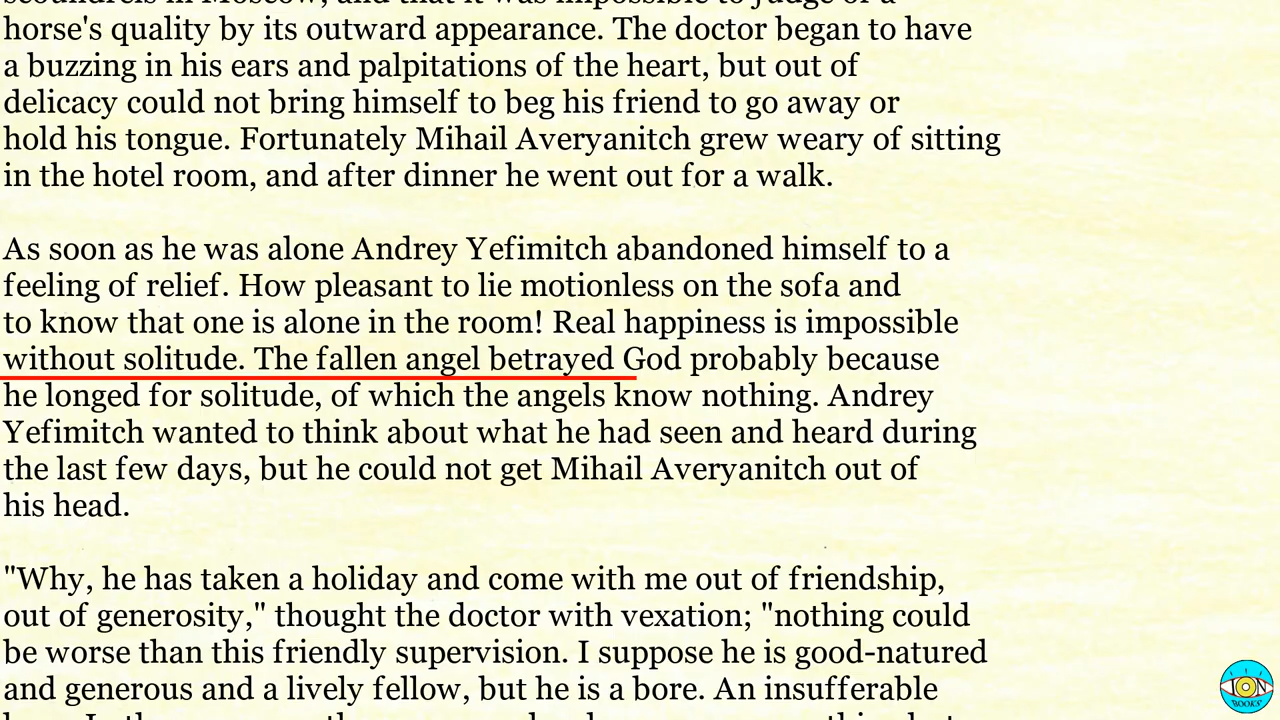 horse's quality by its outward appearance. The doctor began to have
a buzzing in his ears and palpitations of the heart, but out of
delicacy could not bring himself to beg his friend to go away or
hold his tongue. Fortunately Mihail Averyanitch grew weary of sitting
in the hotel room, and after dinner he went out for a walk.
As soon as he was alone Andrey Yefimitch abandoned himself to a
feeling of relief. How pleasant to lie motionless on the sofa and
to know that one is alone in the room! Real happiness is impossible
without solitude. The fallen angel betrayed God probably because
he longed for solitude, of which the angels know nothing. Andrey
Yefimitch wanted to think about what he had seen and heard during
the last few days, but he could not get Mihail Averyanitch out of
his head.
"Why, he has taken a holiday and come with me out of friendship,
out of generosity," thought the doctor with vexation; "nothing could
be worse than this friendly supervision. I suppose he is good-natured
and generous and a lively fellow, but he is a bore. An insufferable
ION
BOOKS